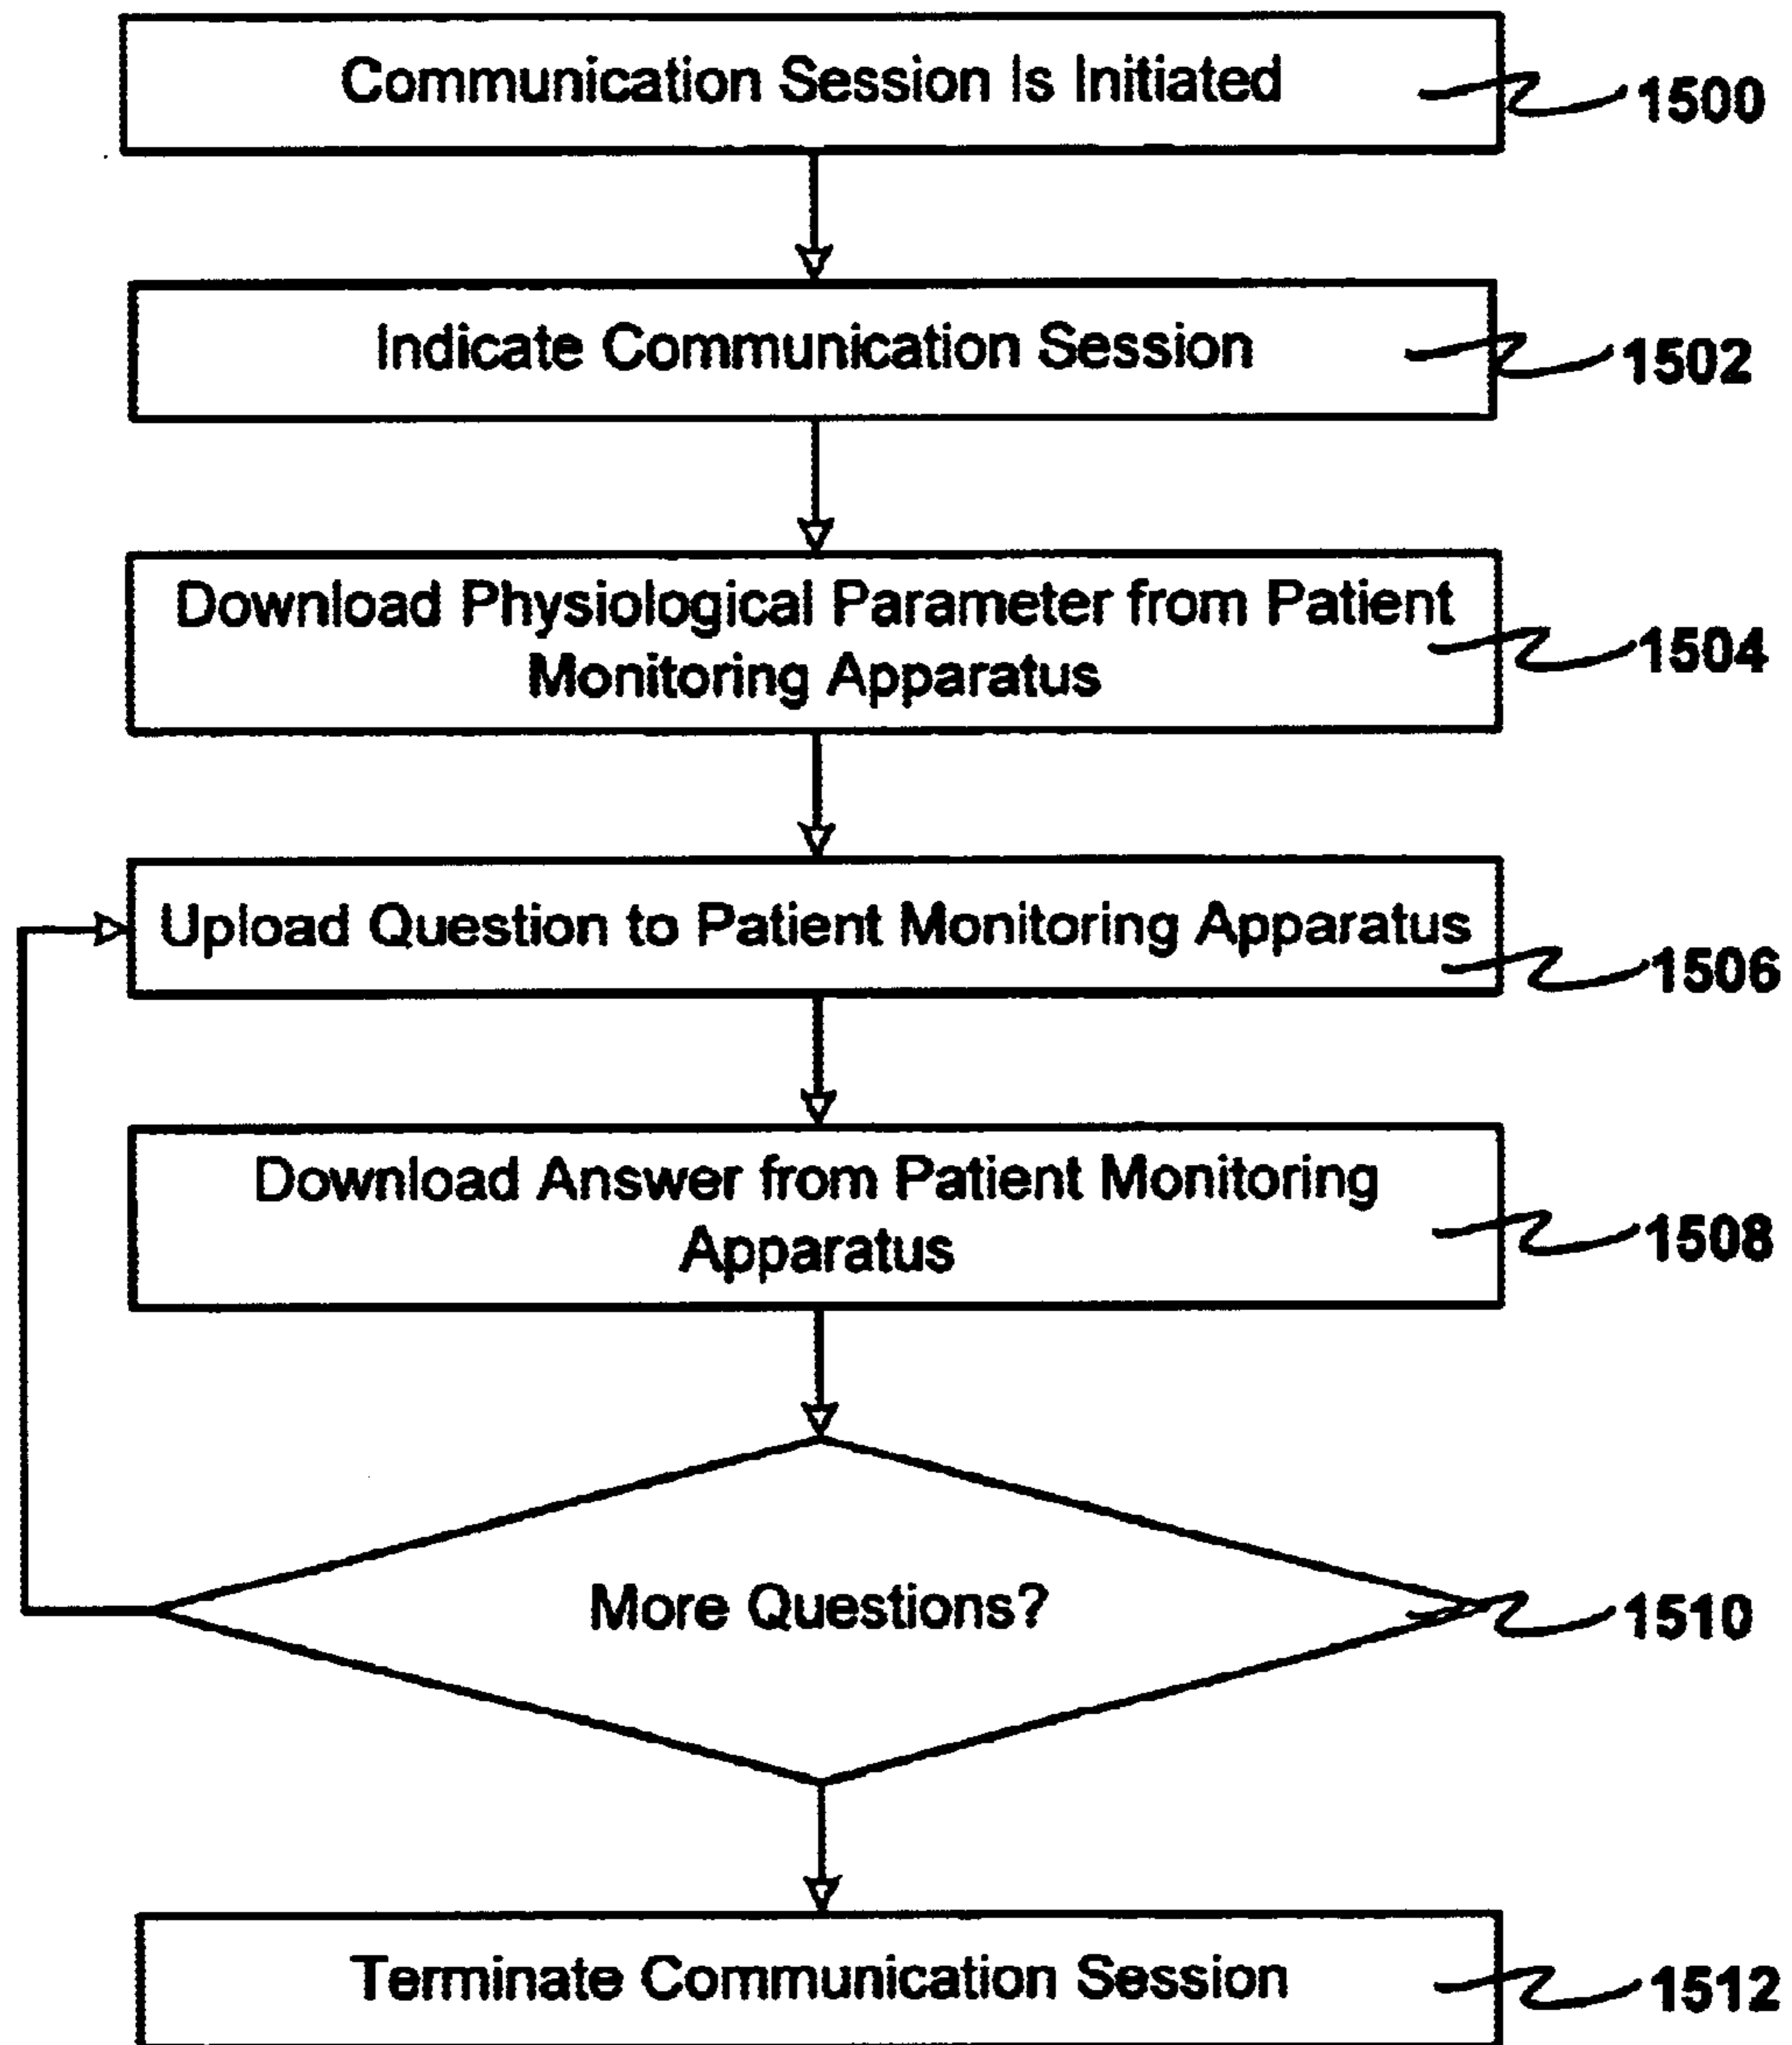 Communication Session Is Initiated
1500
Indicate Communication Session
1502
Download Physiological Parameter from Patient
Monitoring Apparatus
1504
Upload Question to Patient Monitoring Apparatus
1506
Download Answer from Patient Monitoring
Apparatus
1508
More Questions?
1510
Terminate Communication Session
1512